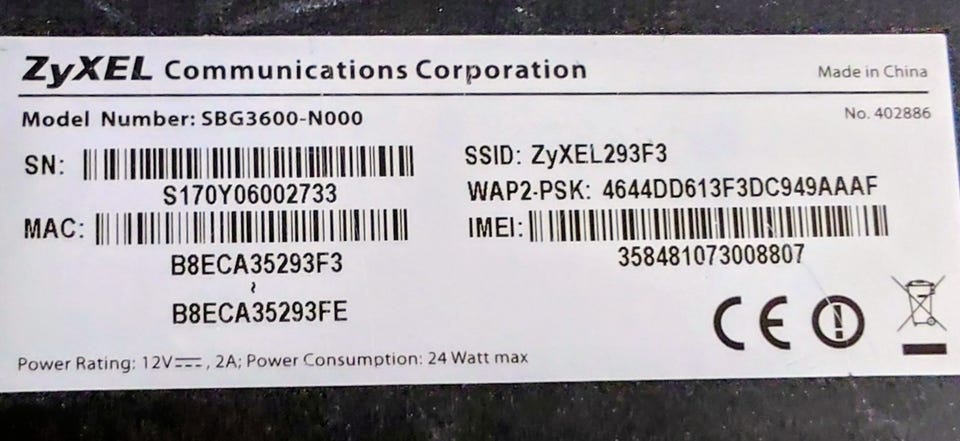 ZyXEL Communications Corporation
Made in China
Model Number: SBG3600-N000
No. 402886
SN:
S170Y06002733
MAC:
B8ECA35293F3
~
B8ECA35293FE
SSID: ZyXEL293F3
WAP2-PSK: 4644DD613F3DC949AAAF
IMEI:
358481073008807
CE
Power Rating: 12V⎓, 2A; Power Consumption: 24 Watt max